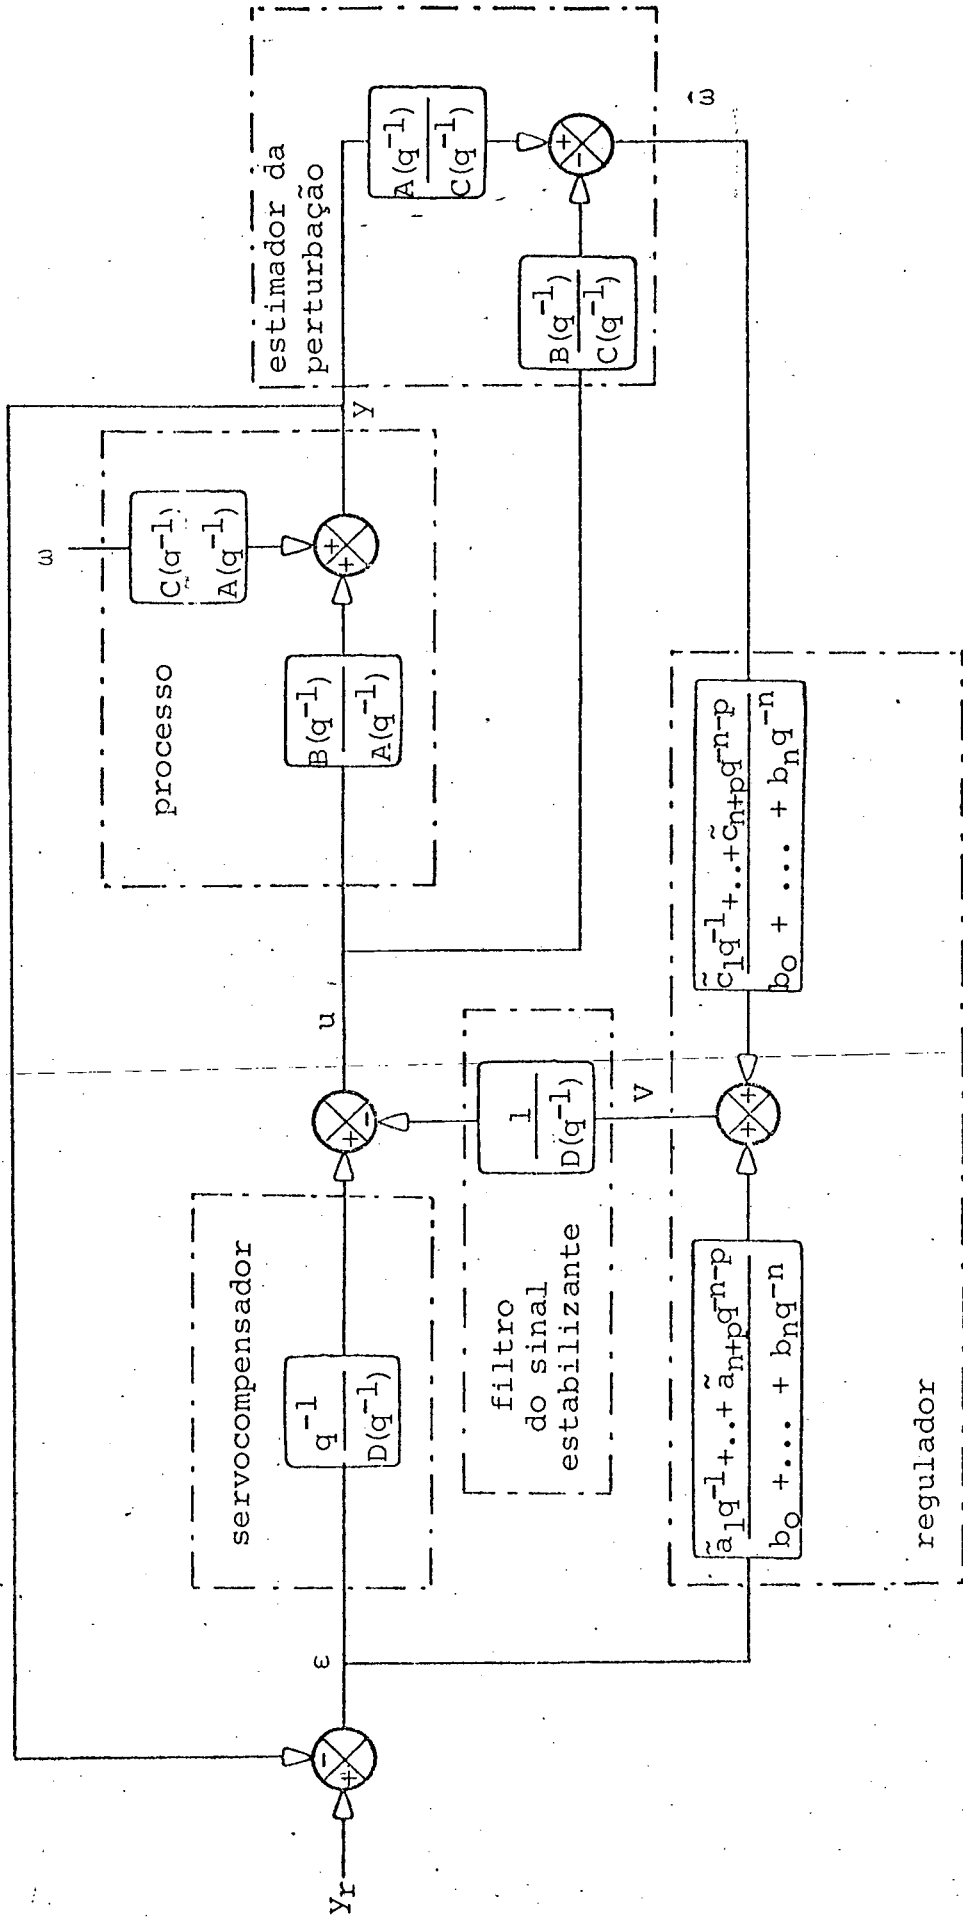 estimador da
perturbação
A(q⁻¹)
C(q⁻¹)
B(q⁻¹)
C(q⁻¹)
ω̂
y
ω
C(q⁻¹)
A(q⁻¹)
processo
B(q⁻¹)
A(q⁻¹)
u
servocompensador
q⁻¹
D(q⁻¹)
ε
yr
filtro
do sinal
estabilizante
1
D(q⁻¹)
V
c̃₁q⁻¹+..+c̃ₙ₊ₚq⁻ⁿ⁻ᵖ
b₀ + ... + bₙq⁻ⁿ
ã₁q⁻¹+..+ ãₙ₊ₚq⁻ⁿ⁻ᵖ
b₀ +... + bₙq⁻ⁿ
regulador
+
-
+
+
+
-
+
+
-
+